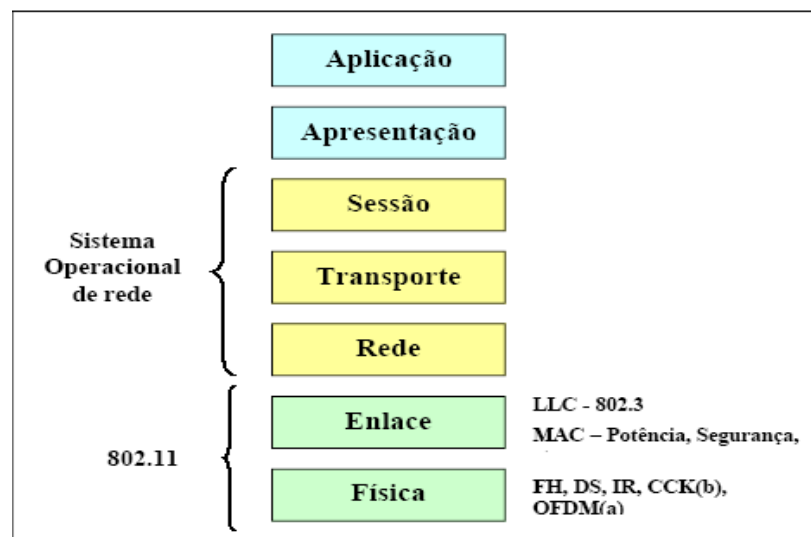 Aplicação
Apresentação
Sessão
Sistema
Operacional
de rede
Transporte
Rede
802.11
Enlace
LLC - 802.3
MAC – Potência, Segurança,
Física
FH, DS, IR, CCK(b),
OFDM(a)